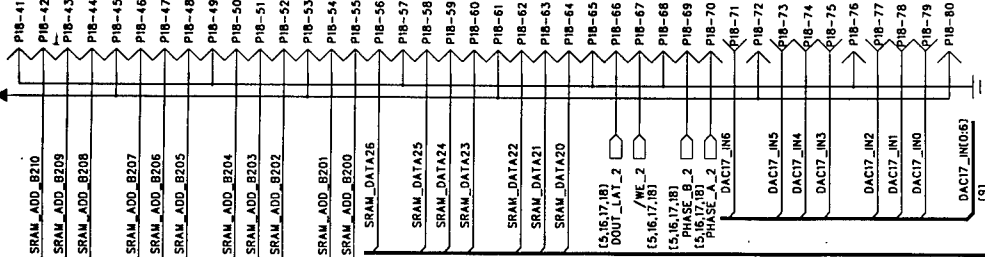 P18-41
P18-42
P18-43
P18-44
P18-45
P18-46
P18-47
P18-48
P18-49
P18-50
P18-51
P18-52
P18-53
P18-54
P18-55
P18-56
P18-57
P18-58
P18-59
P18-60
P18-61
P18-62
P18-63
P18-64
P18-65
P18-66
P18-67
P18-68
P18-69
P18-70
P18-71
P18-72
P18-73
P18-74
P18-75
P18-76
P18-77
P18-78
P18-79
P18-80
SRAM_ADD_B210
SRAM_ADD_B209
SRAM_ADD_B208
SRAM_ADD_B207
SRAM_ADD_B206
SRAM_ADD_B205
SRAM_ADD_B204
SRAM_ADD_B203
SRAM_ADD_B202
SRAM_ADD_B201
SRAM_ADD_B200
SRAM_DATA26
SRAM_DATA25
SRAM_DATA24
SRAM_DATA23
SRAM_DATA22
SRAM_DATA21
SRAM_DATA20
[5,16,17,18]
DOUT_LAT_2
/WE_2
[5,16,17,18]
[5,16,17,18]
PHASE_B_2
[5,16,17,18]
PHASE_A_2
DAC17_IN6
DAC17_IN5
DAC17_IN4
DAC17_IN3
DAC17_IN2
DAC17_IN1
DAC17_IN0
DAC17_IN[0:6]
[9]